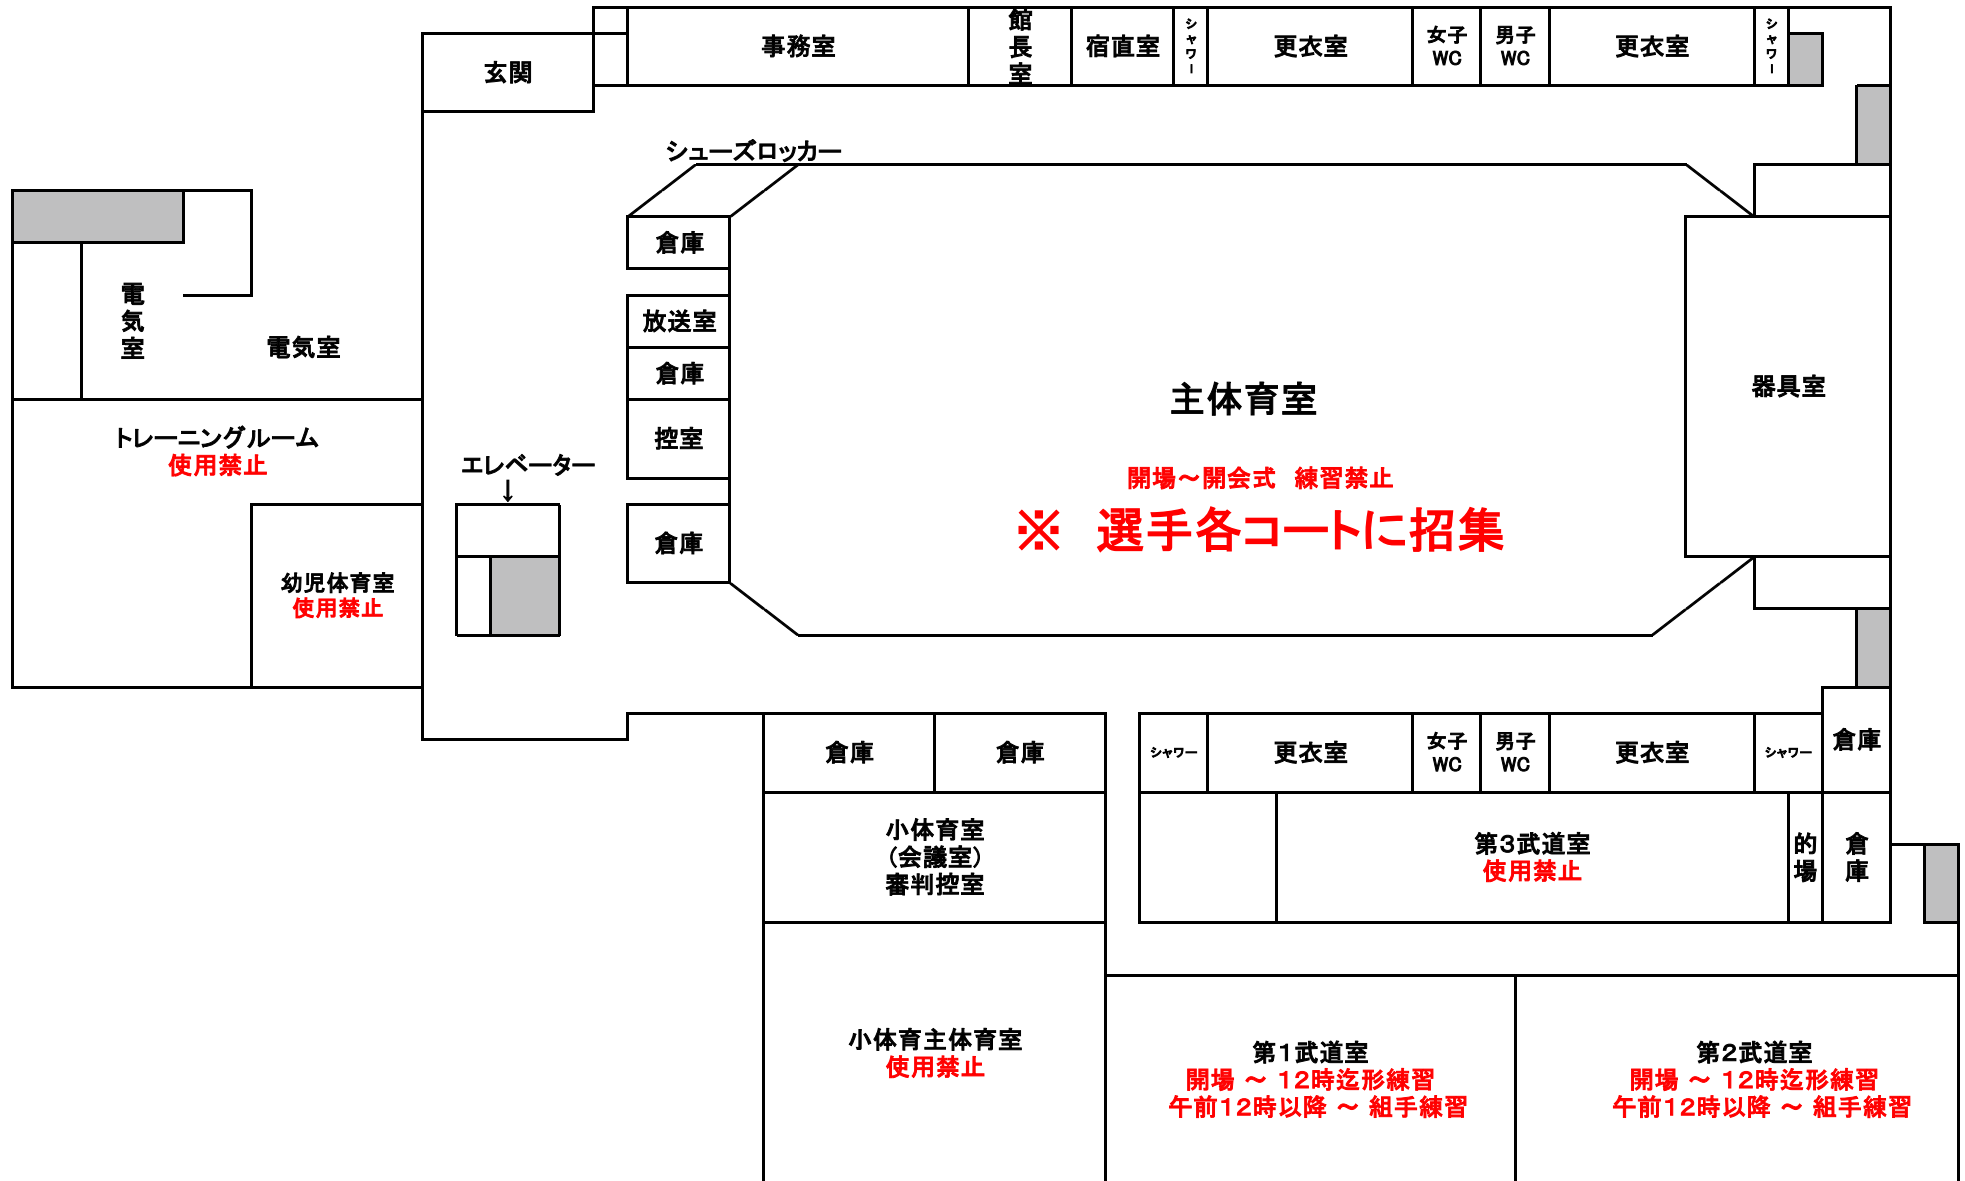 館長室
事務室
宿直室
シャワー
更衣室
女子
WC
男子
WC
更衣室
シャワー
玄関
シューズロッカー
倉庫
電気室
放送室
電気室
倉庫
主体育室
器具室
トレーニングルーム
使用禁止
控室
エレベーター
↓
開場～開会式 練習禁止
※ 選手各コートに招集
倉庫
幼児体育室
使用禁止
倉庫
倉庫
シャワー
更衣室
女子
WC
男子
WC
更衣室
シャワー
倉庫
小体育室
(会議室)
審判控室
第3武道室
使用禁止
的場
倉庫
小体育主体育室
使用禁止
第1武道室
開場 ～ 12時迄形練習
午前12時以降 ～ 組手練習
第2武道室
開場 ～ 12時迄形練習
午前12時以降 ～ 組手練習